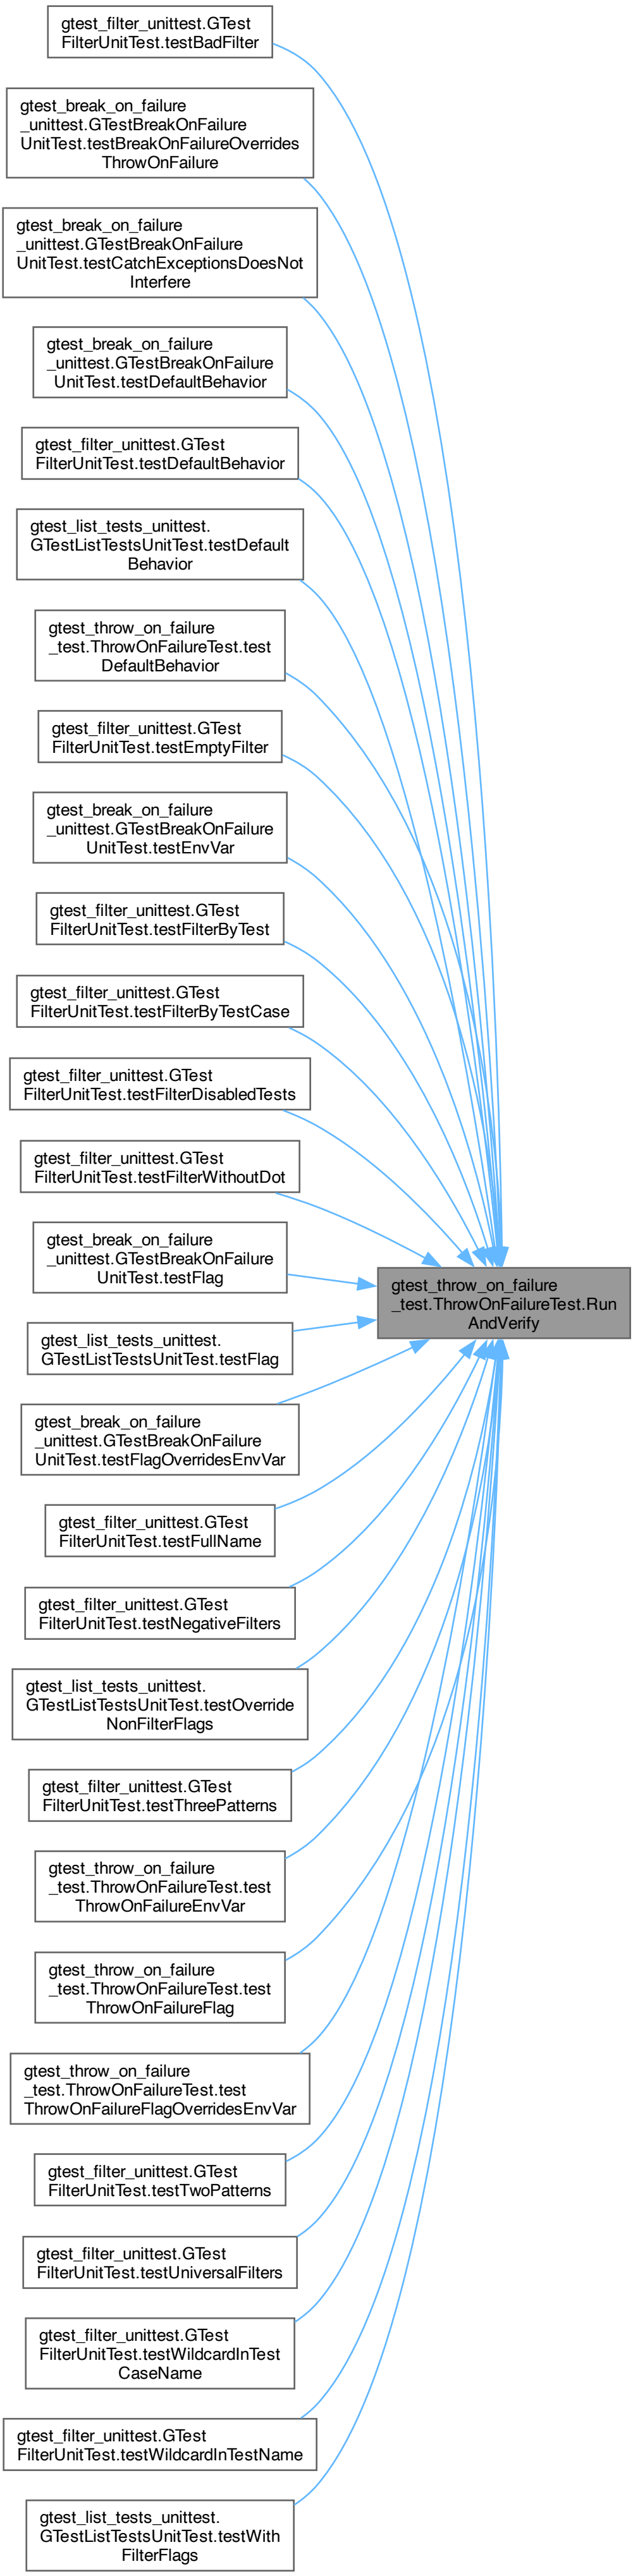 gtest_filter_unittest.GTest
FilterUnitTest.testBadFilter
gtest_break_on_failure
_unittest.GTestBreakOnFailure
UnitTest.testBreakOnFailureOverrides
ThrowOnFailure
gtest_break_on_failure
_unittest.GTestBreakOnFailure
UnitTest.testCatchExceptionsDoesNot
Interfere
gtest_break_on_failure
_unittest.GTestBreakOnFailure
UnitTest.testDefaultBehavior
gtest_filter_unittest.GTest
FilterUnitTest.testDefaultBehavior
gtest_list_tests_unittest.
GTestListTestsUnitTest.testDefault
Behavior
gtest_throw_on_failure
_test.ThrowOnFailureTest.test
DefaultBehavior
gtest_filter_unittest.GTest
FilterUnitTest.testEmptyFilter
gtest_break_on_failure
_unittest.GTestBreakOnFailure
UnitTest.testEnvVar
gtest_filter_unittest.GTest
FilterUnitTest.testFilterByTest
gtest_filter_unittest.GTest
FilterUnitTest.testFilterByTestCase
gtest_filter_unittest.GTest
FilterUnitTest.testFilterDisabledTests
gtest_filter_unittest.GTest
FilterUnitTest.testFilterWithoutDot
gtest_break_on_failure
_unittest.GTestBreakOnFailure
UnitTest.testFlag
gtest_throw_on_failure
_test.ThrowOnFailureTest.Run
AndVerify
gtest_list_tests_unittest.
GTestListTestsUnitTest.testFlag
gtest_break_on_failure
_unittest.GTestBreakOnFailure
UnitTest.testFlagOverridesEnvVar
gtest_filter_unittest.GTest
FilterUnitTest.testFullName
gtest_filter_unittest.GTest
FilterUnitTest.testNegativeFilters
gtest_list_tests_unittest.
GTestListTestsUnitTest.testOverride
NonFilterFlags
gtest_filter_unittest.GTest
FilterUnitTest.testThreePatterns
gtest_throw_on_failure
_test.ThrowOnFailureTest.test
ThrowOnFailureEnvVar
gtest_throw_on_failure
_test.ThrowOnFailureTest.test
ThrowOnFailureFlag
gtest_throw_on_failure
_test.ThrowOnFailureTest.test
ThrowOnFailureFlagOverridesEnvVar
gtest_filter_unittest.GTest
FilterUnitTest.testTwoPatterns
gtest_filter_unittest.GTest
FilterUnitTest.testUniversalFilters
gtest_filter_unittest.GTest
FilterUnitTest.testWildcardInTest
CaseName
gtest_filter_unittest.GTest
FilterUnitTest.testWildcardInTestName
gtest_list_tests_unittest.
GTestListTestsUnitTest.testWith
FilterFlags